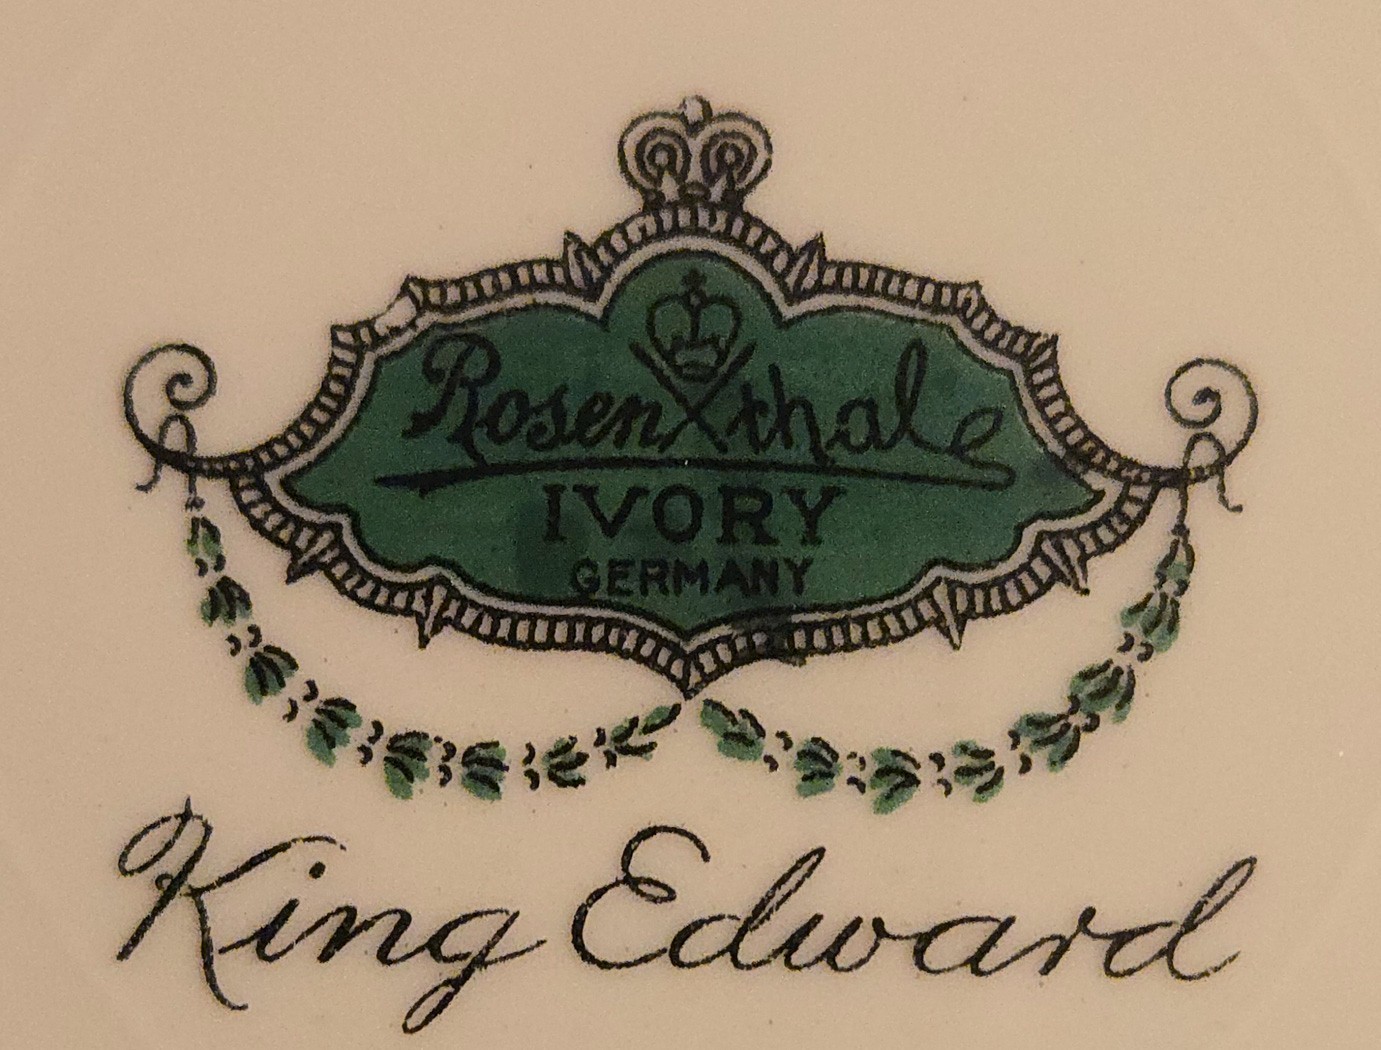 Rosenthal
IVORY
GERMANY
King Edward